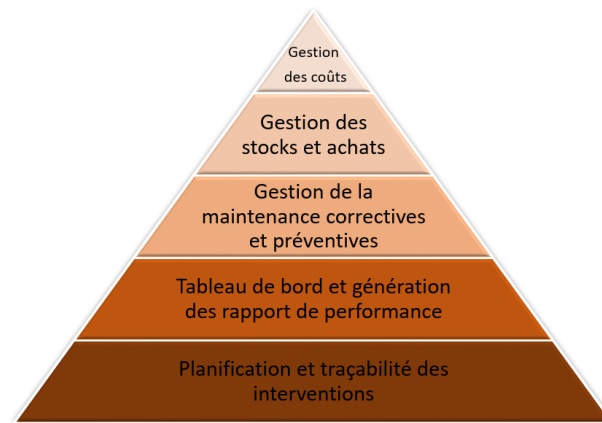 Gestion
des coûts
Gestion des
stocks et achats
Gestion de la
maintenance correctives
et préventives
Tableau de bord et génération
des rapport de performance
Planification et traçabilité des
interventions